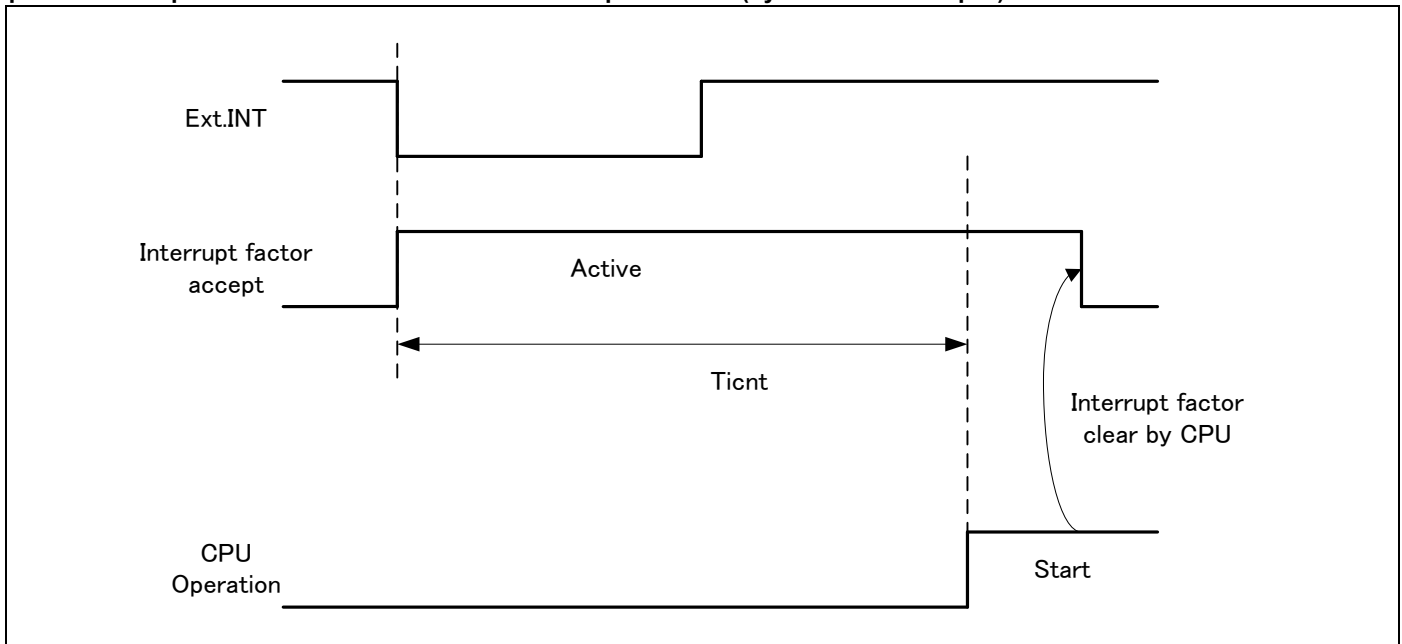 Ext.INT
Interrupt factor
accept
Active
Ticnt
Interrupt factor
clear by CPU
CPU
Operation
Start